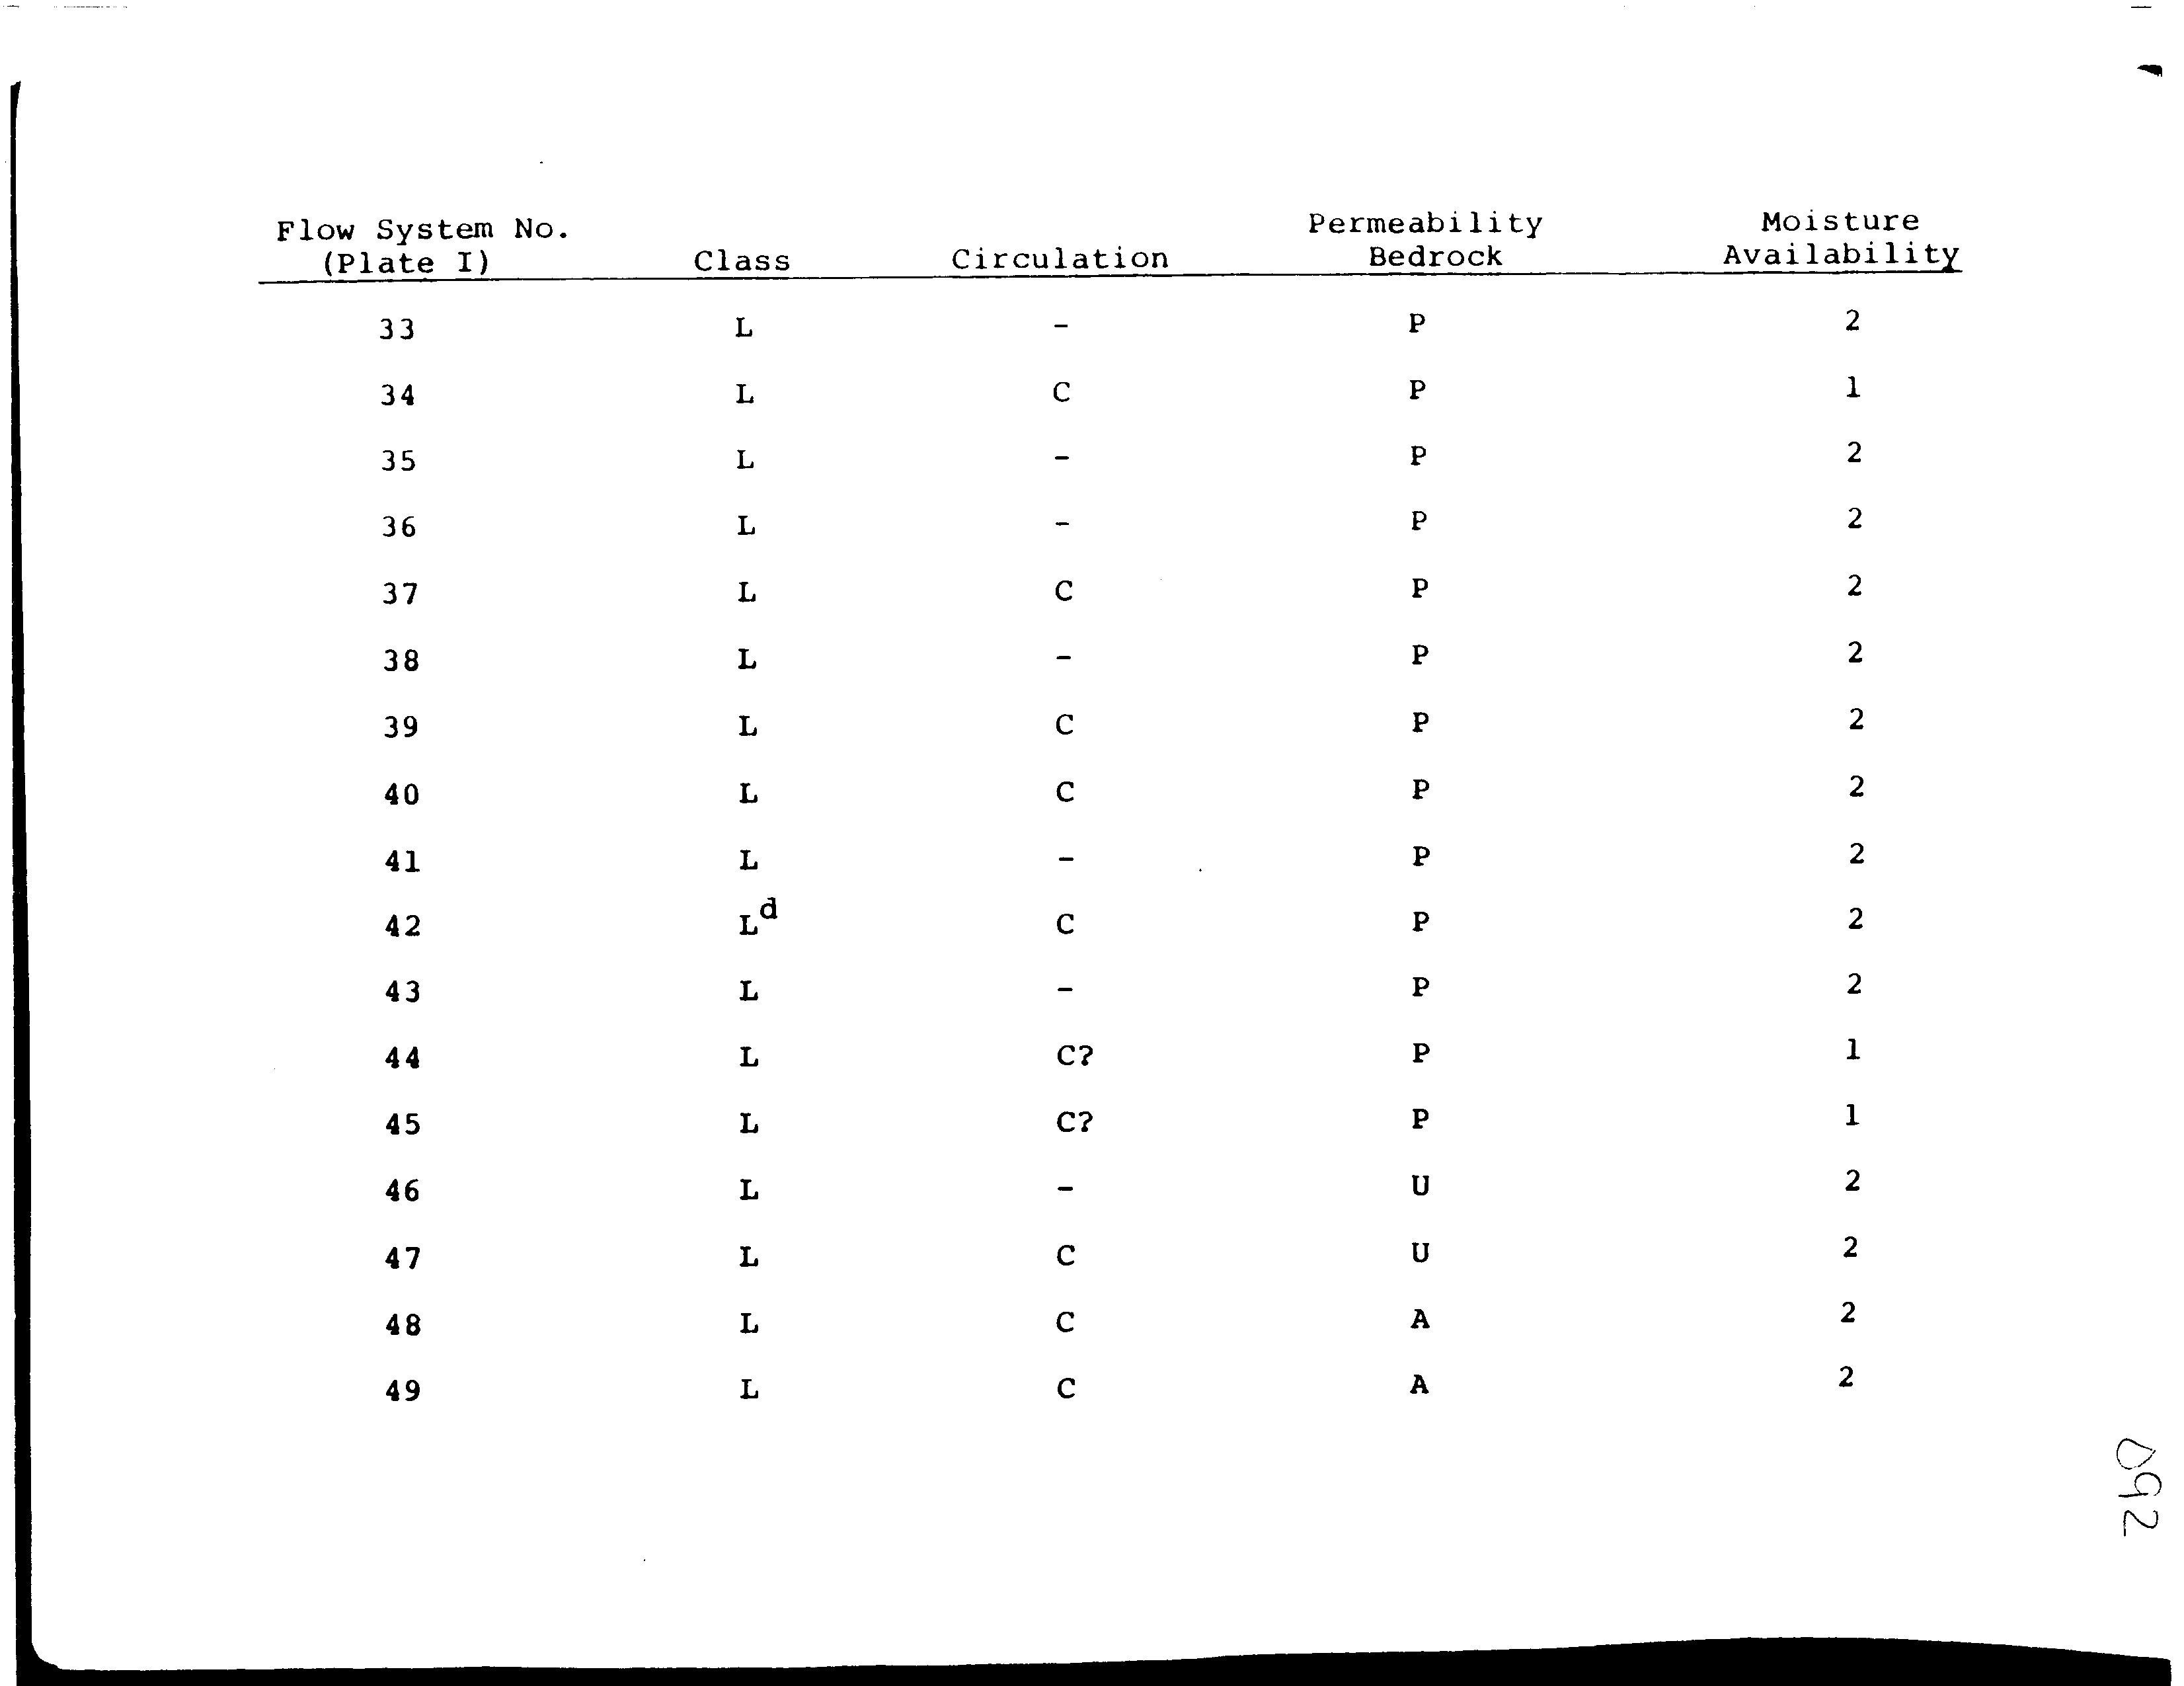 Flow System No. (Plate I) Class Circulation Permeability Bedrock Moisture Availability
33 L - P 2
34 L C P 1
35 L - P 2
36 L - P 2
37 L C P 2
38 L - P 2
39 L C P 2
40 L C P 2
41 L - P 2
42 Ld C P 2
43 L - P 2
44 L C? P 1
45 L C? P 1
46 L - U 2
47 L C U 2
48 L C A 2
49 L C A 2
092